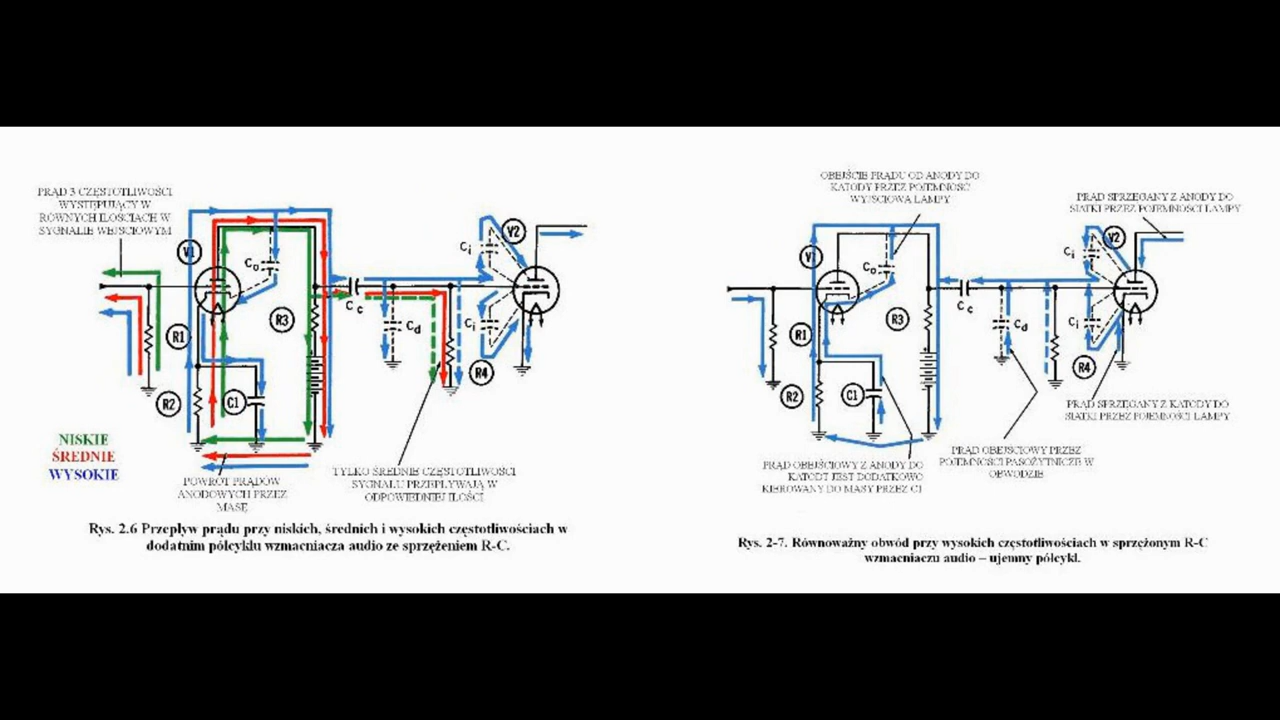 PRĄD 3 CZĘSTOTLIWOŚCI
WYSTĘPUJĄCY W
RÓWNYCH ILOŚCIACH W
SYGNALE WEJŚCIOWYM
V1
Co
V2
Ci
Cc
R3
Cd
Ci
R1
R4
R2
C1
NISKIE
ŚREDNIE
WYSOKIE
POWRÓT PRĄDÓW
ANODOWYCH PRZEZ
MASĘ
TYLKO ŚREDNIE CZĘSTOTLIWOŚCI
SYGNAŁU PRZEPŁYWAJĄ W
ODPOWIEDNIEJ ILOŚCI
Rys. 2.6 Przepływ prądu przy niskich, średnich i wysokich częstotliwościach w
dodatnim półcyklu wzmacniacza audio ze sprzężeniem R-C.
OBEJŚCIE PRĄDU OD ANODY DO
KATODY PRZEZ POJEMNOŚĆ
WYJŚCIOWĄ LAMPY
PRĄD SPRZĘGANY Z ANODY DO
SIATKI PRZEZ POJEMNOŚCI LAMPY
V1
Co
V2
Ci
Cc
R3
Cd
Ci
R1
R4
R2
C1
PRĄD SPRZĘGANY Z KATODY DO
SIATKI PRZEZ POJEMNOŚCI LAMPY
PRĄD OBEJŚCIOWY Z ANODY DO
KATODY JEST DODATKOWO
KIEROWANY DO MASY PRZEZ C1
PRĄD OBEJŚCIOWY PRZEZ
POJEMNOŚCI PASOŻYTNICZE W
OBWODZIE
Rys. 2-7. Równoważny obwód przy wysokich częstotliwościach w sprzężonym R-C
wzmacniaczu audio – ujemny półcykl.